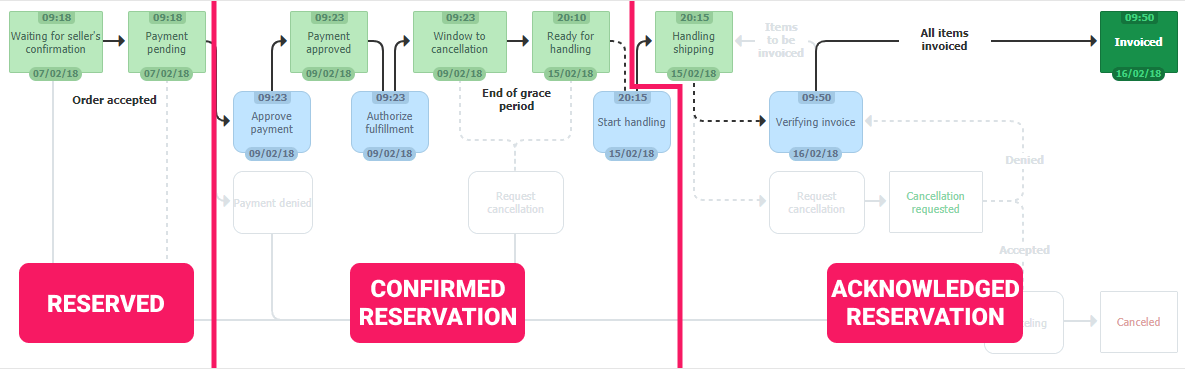 09:18
Waiting for seller's
confirmation
07/02/18
09:18
Payment
pending
07/02/18
Order accepted
09:23
Payment
approved
09/02/18
09:23
Window to
cancellation
09/02/18
20:10
Ready for
handling
15/02/18
End of grace
period
20:15
Handling
shipping
15/02/18
Items
to be
invoiced
All items
invoiced
09:50
Invoiced
16/02/18
09:23
Approve
payment
09/02/18
09:23
Authorize
fulfillment
09/02/18
20:15
Start handling
15/02/18
09:50
Verifying invoice
16/02/18
Denied
Payment denied
Request
cancellation
Request
cancellation
Cancellation
requested
Accepted
RESERVED
CONFIRMED
RESERVATION
ACKNOWLEDGED
RESERVATION
Canceled